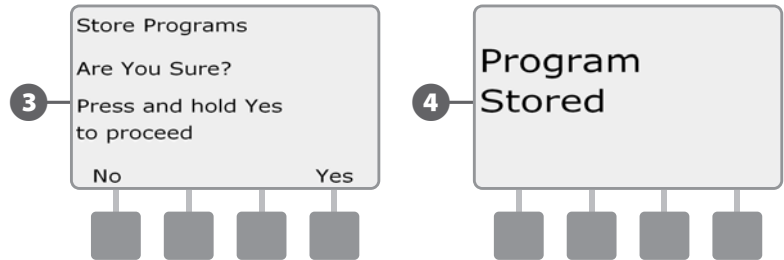 3
Store Programs
Are You Sure?
Press and hold Yes
to proceed
No Yes
4
Program
Stored